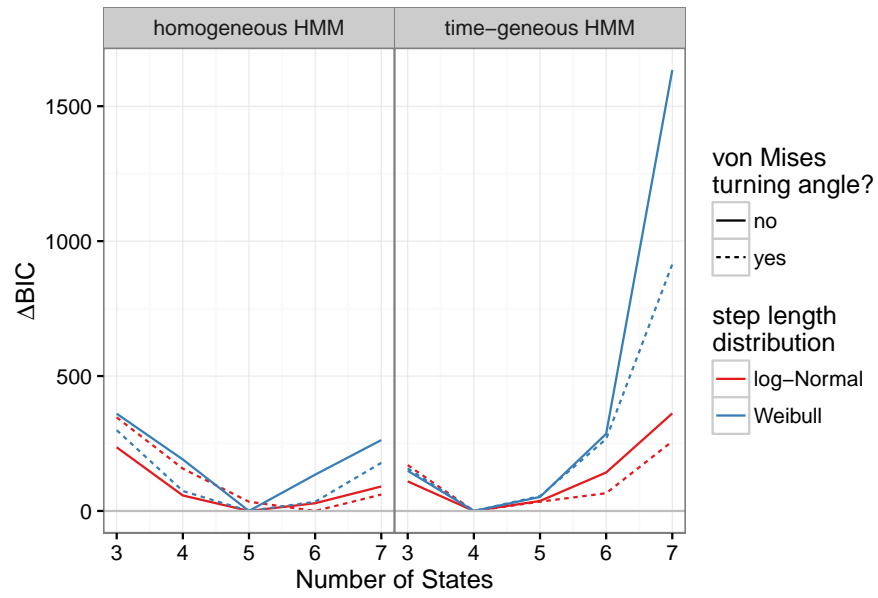 homogeneous HMM
time−geneous HMM
1500
1000
500
0
ΔBIC
3 4 5 6 7
3 4 5 6 7
Number of States
von Mises
turning angle?
no
yes
step length
distribution
log−Normal
Weibull